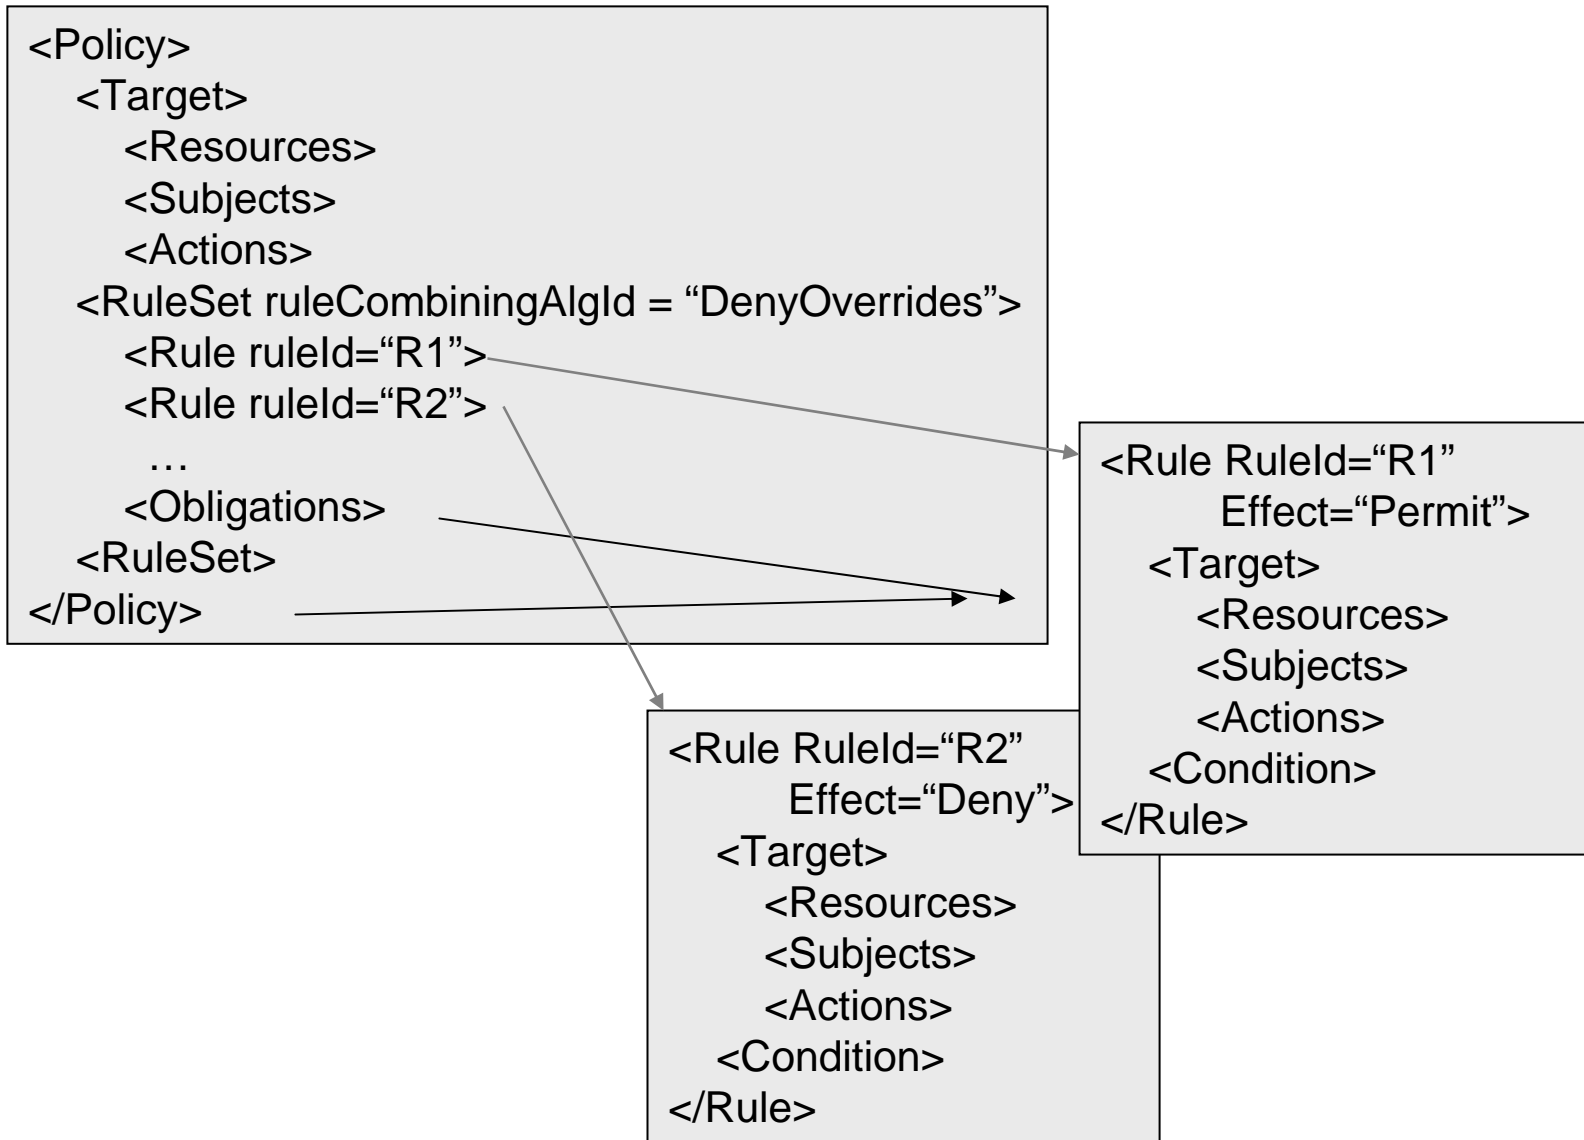 <Policy>
<Target>
<Resources>
<Subjects>
<Actions>
<RuleSet ruleCombiningAlgId = “DenyOverrides”>
<Rule ruleId=“R1”>
<Rule ruleId=“R2”>
…
<Obligations>
<RuleSet>
</Policy>
<Rule RuleId=“R1”
Effect=“Permit”>
<Target>
<Resources>
<Subjects>
<Actions>
<Condition>
</Rule>
<Rule RuleId=“R2”
Effect=“Deny”>
<Target>
<Resources>
<Subjects>
<Actions>
<Condition>
</Rule>